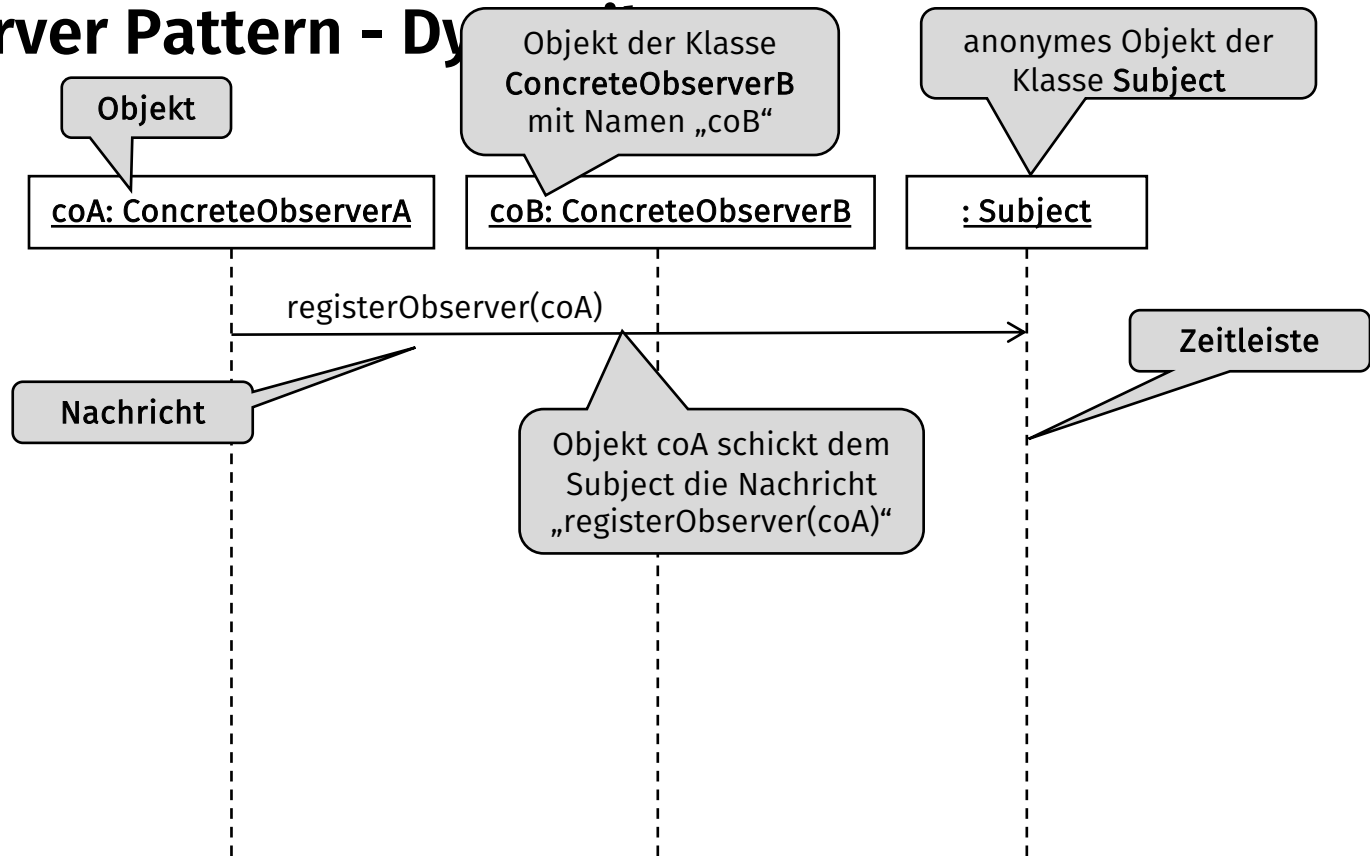 rver Pattern - Dy
Objekt der Klasse
ConcreteObserverB
mit Namen „coB“
anonymes Objekt der
Klasse Subject
Objekt
coA: ConcreteObserverA
coB: ConcreteObserverB
: Subject
registerObserver(coA)
Zeitleiste
Nachricht
Objekt coA schickt dem
Subject die Nachricht
„registerObserver(coA)“